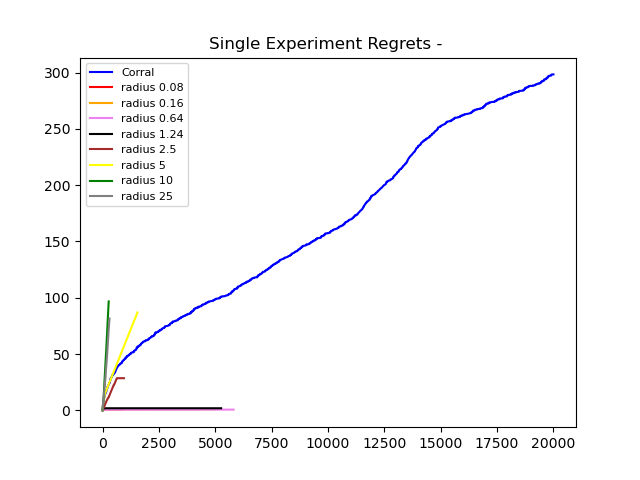 Single Experiment Regrets -
300
250
200
150
100
50
0
Corral
radius 0.08
radius 0.16
radius 0.64
radius 1.24
radius 2.5
radius 5
radius 10
radius 25
0 2500 5000 7500 10000 12500 15000 17500 20000